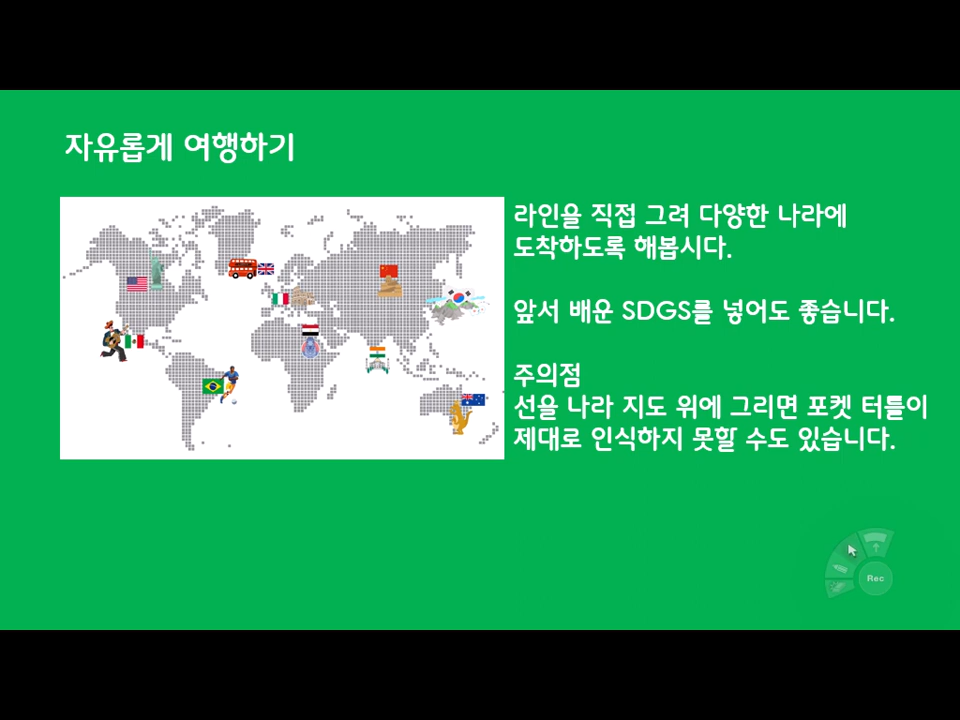 자유롭게 여행하기
라인을 직접 그려 다양한 나라에
도착하도록 해봅시다.
앞서 배운 SDGS를 넣어도 좋습니다.
주의점
선을 나라 지도 위에 그리면 포켓 터틀이
제대로 인식하지 못할 수도 있습니다.
Rec